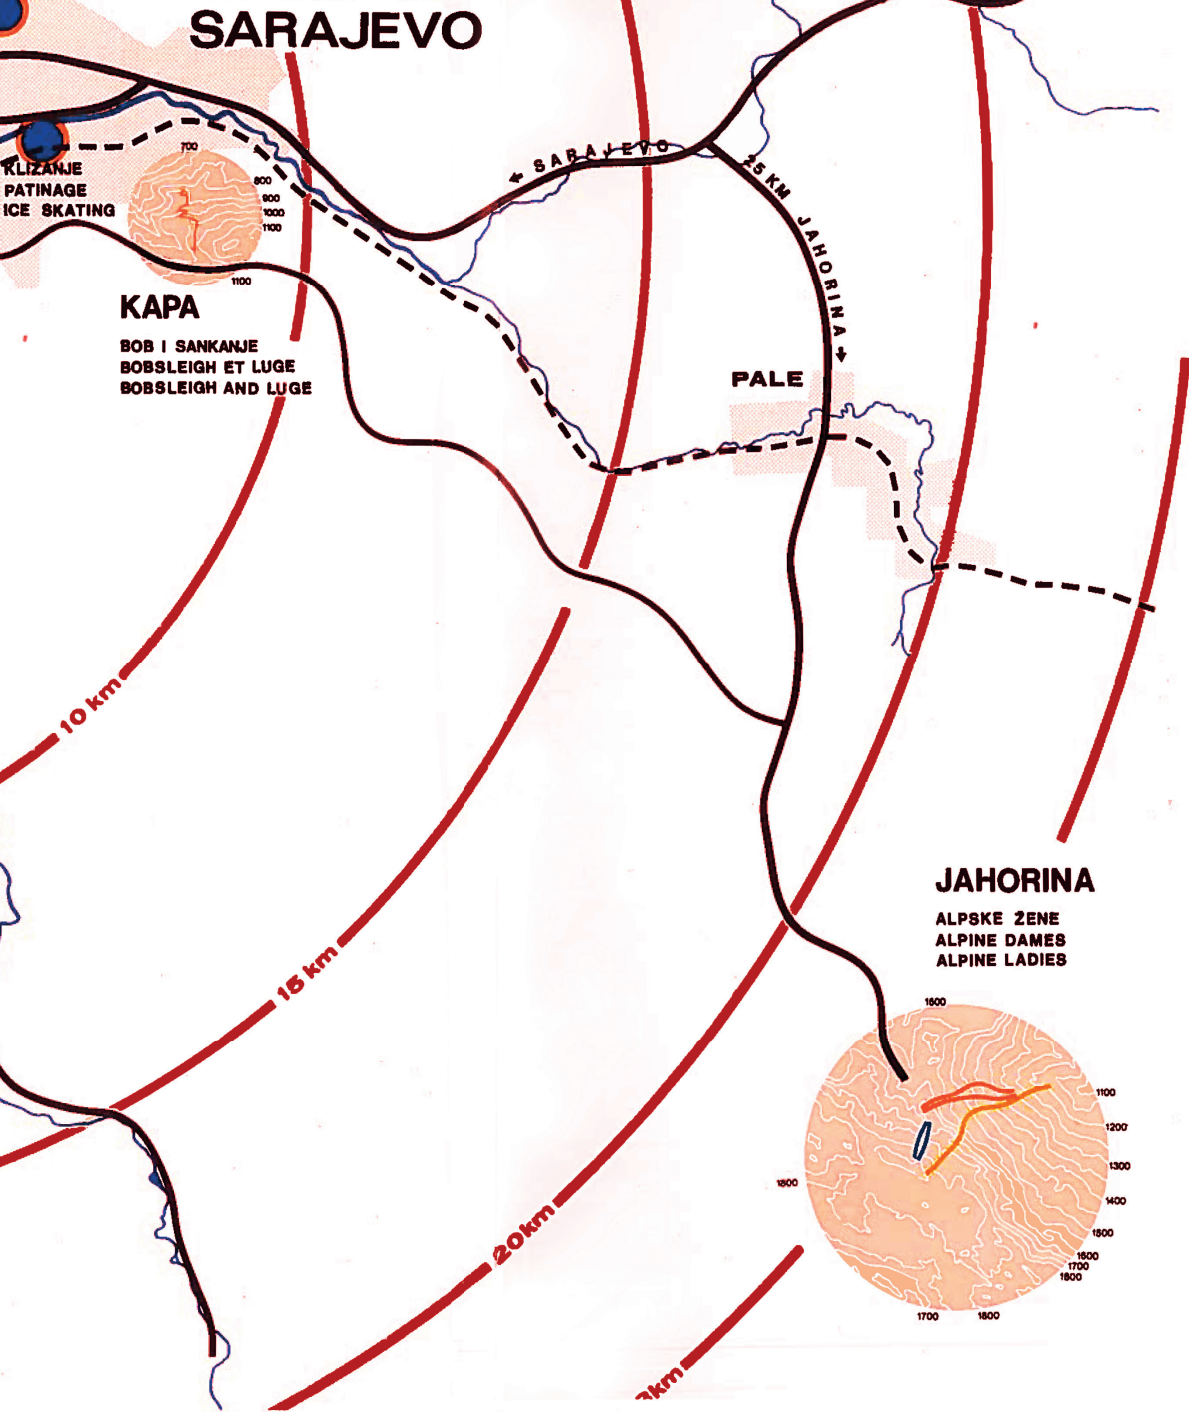 SARAJEVO
← SARAJEVO
25 KM JAHORINA →
KLIZANJE
PATINAGE
ICE SKATING
700
800
900
1000
1100
1100
KAPA
BOB I SANKANJE
BOBSLEIGH ET LUGE
BOBSLEIGH AND LUGE
PALE
10 km
15 km
20km
km
JAHORINA
ALPSKE ŽENE
ALPINE DAMES
ALPINE LADIES
1600
1100
1200
1300
1400
1500
1600
1700
1800
1800
1700
1800